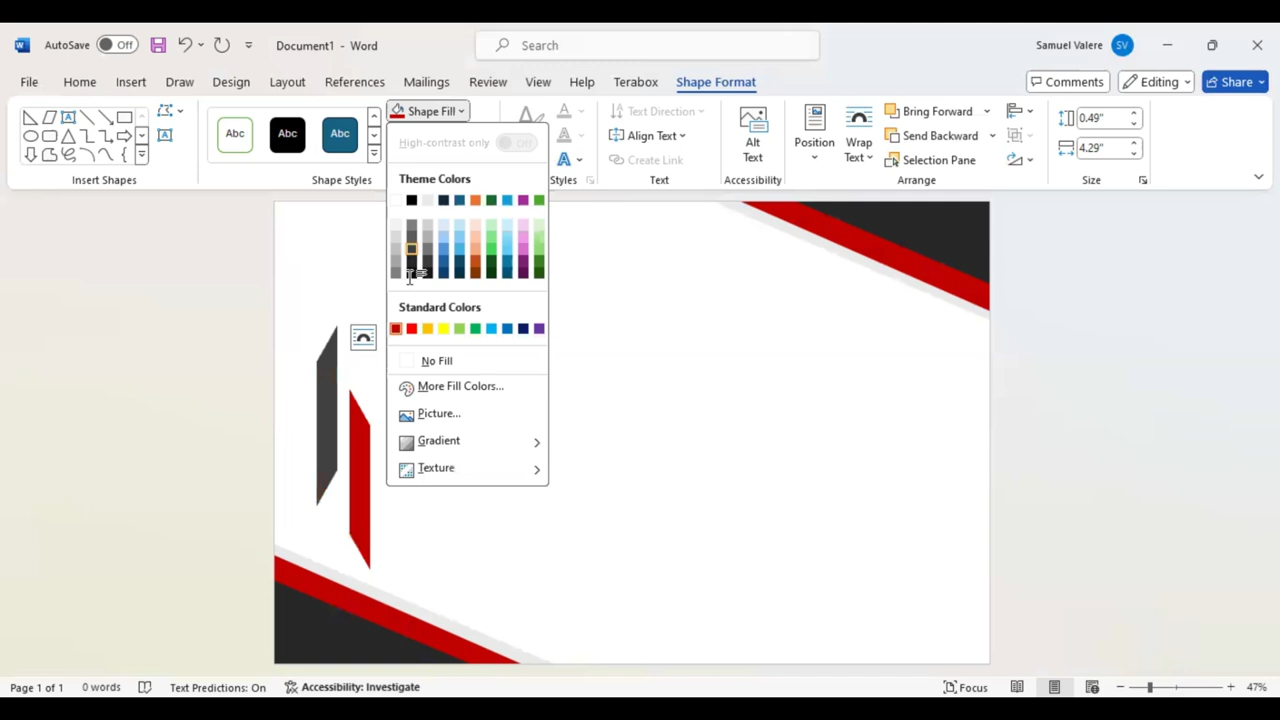 AutoSave Off Document1 - Word Search Samuel Valere SV
File Home Insert Draw Design Layout References Mailings Review View Help Terabox Shape Format Comments Editing Share
Abc Abc Abc Shape Fill Text Direction Bring Forward 0.49"
High-contrast only Off Align Text Send Backward
Alt Text Position Wrap Text 4.29"
Create Link Selection Pane
Insert Shapes Shape Styles Styles Text Accessibility Arrange Size
Theme Colors
Standard Colors
No Fill
More Fill Colors...
Picture...
Gradient
Texture
Page 1 of 1 0 words Text Predictions: On Accessibility: Investigate Focus 47%